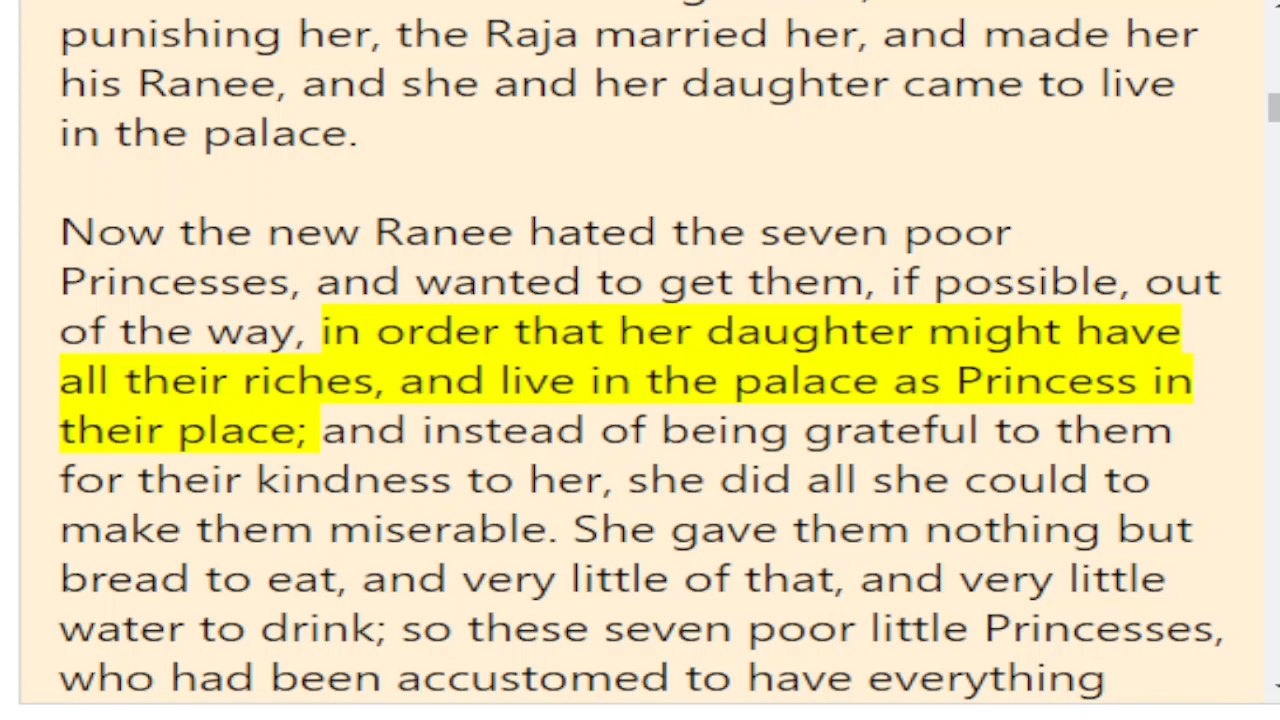 punishing her, the Raja married her, and made her
his Ranee, and she and her daughter came to live
in the palace.
Now the new Ranee hated the seven poor
Princesses, and wanted to get them, if possible, out
of the way, in order that her daughter might have
all their riches, and live in the palace as Princess in
their place; and instead of being grateful to them
for their kindness to her, she did all she could to
make them miserable. She gave them nothing but
bread to eat, and very little of that, and very little
water to drink; so these seven poor little Princesses,
who had been accustomed to have everything